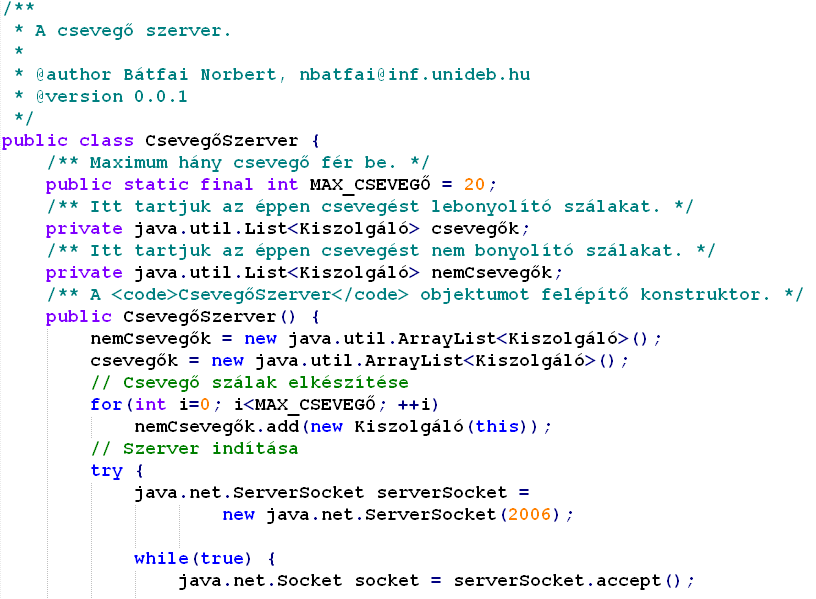 /**
 * A csevegő szerver.
 *
 * @author Bátfai Norbert, nbatfai@inf.unideb.hu
 * @version 0.0.1
 */
public class CsevegőSzerver {
    /** Maximum hány csevegő fér be. */
    public static final int MAX_CSEVEGŐ = 20;
    /** Itt tartjuk az éppen csevegést lebonyolító szálakat. */
    private java.util.List<Kiszolgáló> csevegők;
    /** Itt tartjuk az éppen csevegést nem bonyolító szálakat. */
    private java.util.List<Kiszolgáló> nemCsevegők;
    /** A <code>CsevegőSzerver</code> objektumot felépítő konstruktor. */
    public CsevegőSzerver() {
        nemCsevegők = new java.util.ArrayList<Kiszolgáló>();
        csevegők = new java.util.ArrayList<Kiszolgáló>();
        // Csevegő szálak elkészítése
        for(int i=0; i<MAX_CSEVEGŐ; ++i)
            nemCsevegők.add(new Kiszolgáló(this));
        // Szerver indítása
        try {
            java.net.ServerSocket serverSocket =
                    new java.net.ServerSocket(2006);

            while(true) {
                java.net.Socket socket = serverSocket.accept();